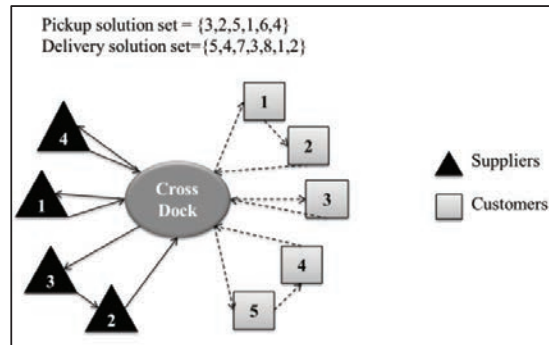 Pickup solution set = {3,2,5,1,6,4}
Delivery solution set={5,4,7,3,8,1,2}
1
4
2
Cross
Dock
1
3
3
4
2
5
Suppliers
Customers